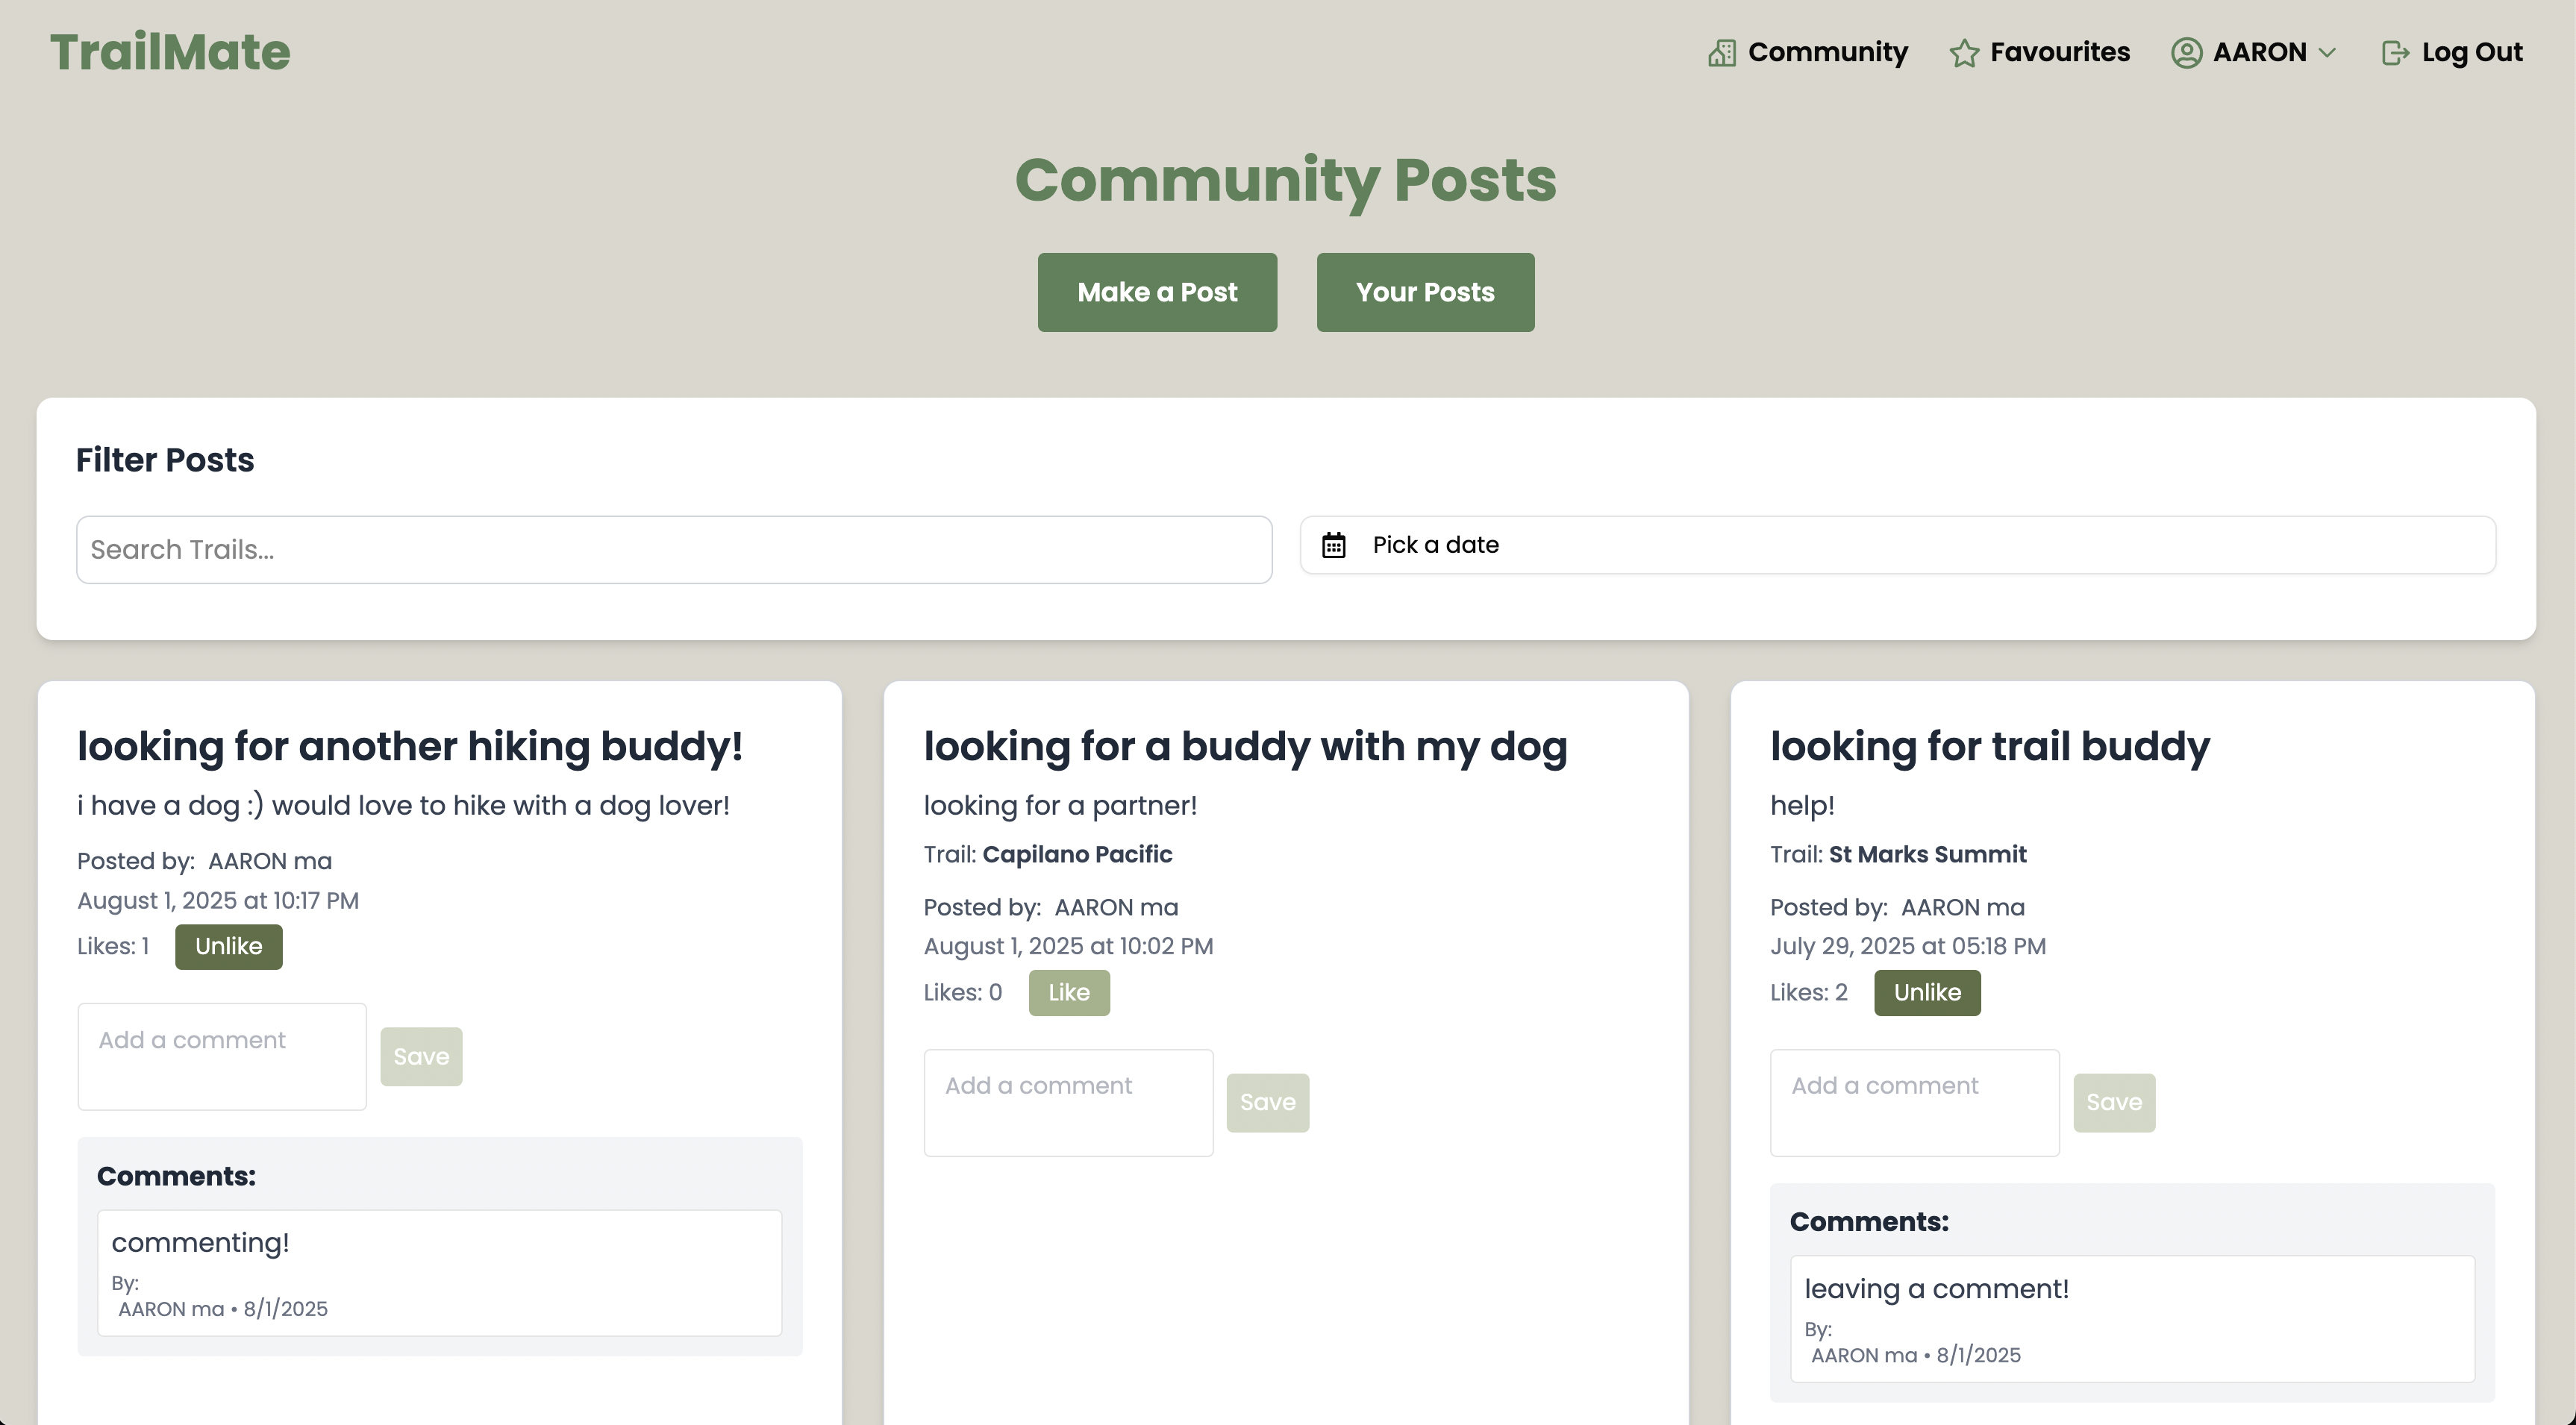 TrailMate
Community
Favourites
AARON
Log Out
Community Posts
Make a Post
Your Posts
Filter Posts
Search Trails...
Pick a date
looking for another hiking buddy!
i have a dog :) would love to hike with a dog lover!
Posted by: AARON ma
August 1, 2025 at 10:17 PM
Likes: 1
Unlike
Add a comment
Save
Comments:
commenting!
By:
AARON ma • 8/1/2025
looking for a buddy with my dog
looking for a partner!
Trail: Capilano Pacific
Posted by: AARON ma
August 1, 2025 at 10:02 PM
Likes: 0
Like
Add a comment
Save
looking for trail buddy
help!
Trail: St Marks Summit
Posted by: AARON ma
July 29, 2025 at 05:18 PM
Likes: 2
Unlike
Add a comment
Save
Comments:
leaving a comment!
By:
AARON ma • 8/1/2025